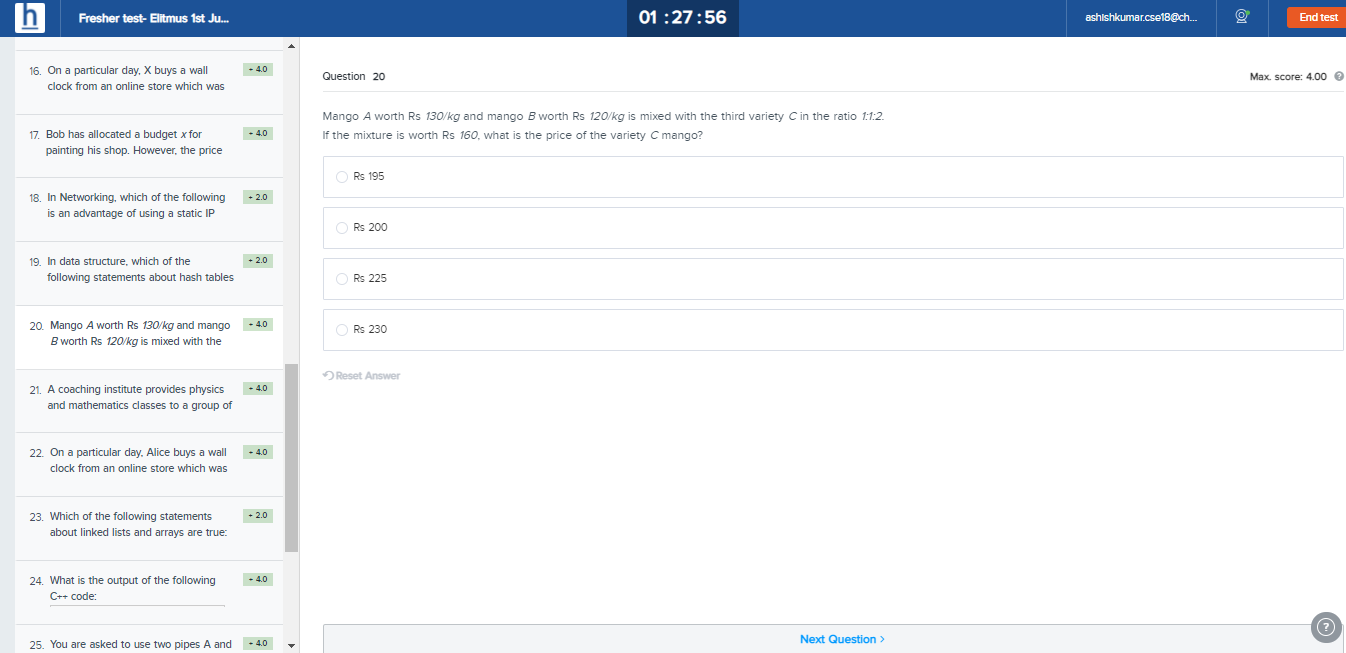 h
Fresher test- Elitmus 1st Ju...
01 :27:56
ashishkumar.cse18@ch...
End test
16. On a particular day, X buys a wall
clock from an online store which was
+ 4.0
17. Bob has allocated a budget x for
painting his shop. However, the price
+ 4.0
18. In Networking, which of the following
is an advantage of using a static IP
+ 2.0
19. In data structure, which of the
following statements about hash tables
+ 2.0
20. Mango A worth Rs 130/kg and mango
B worth Rs 120/kg is mixed with the
+ 4.0
21. A coaching institute provides physics
and mathematics classes to a group of
+ 4.0
22. On a particular day, Alice buys a wall
clock from an online store which was
+ 4.0
23. Which of the following statements
about linked lists and arrays are true:
+ 2.0
24. What is the output of the following
C++ code:
+ 4.0
25. You are asked to use two pipes A and
+ 4.0
Question 20
Max. score: 4.00 ?
Mango A worth Rs 130/kg and mango B worth Rs 120/kg is mixed with the third variety C in the ratio 1:1:2.
If the mixture is worth Rs 160, what is the price of the variety C mango?
Rs 195
Rs 200
Rs 225
Rs 230
Reset Answer
Next Question >
?